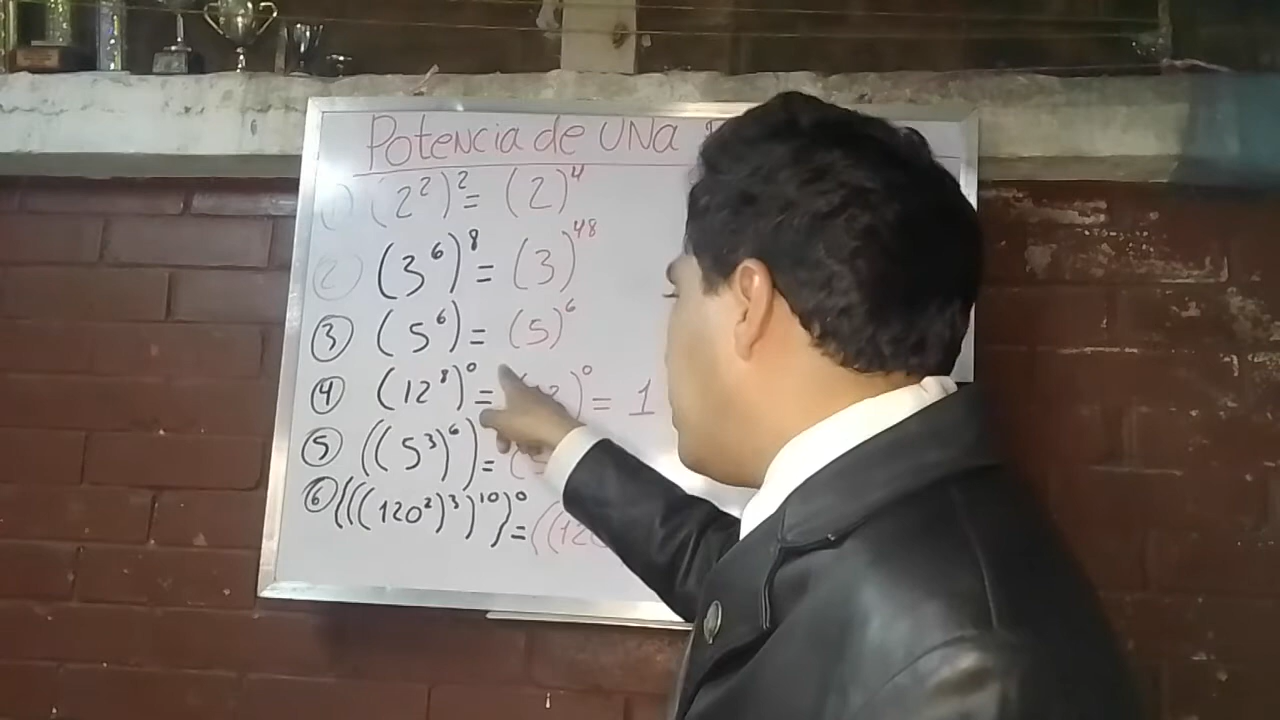 Potencia de UNa
1) (2²)² = (2)⁴
2) (3⁶)⁸ = (3)⁴⁸
3) (5⁶) = (5)⁶
4) (12⁸)⁰ = )⁰ = 1
5) ((5³)⁶) = (5
6) (((120²)³)¹⁰)⁰ = ((120